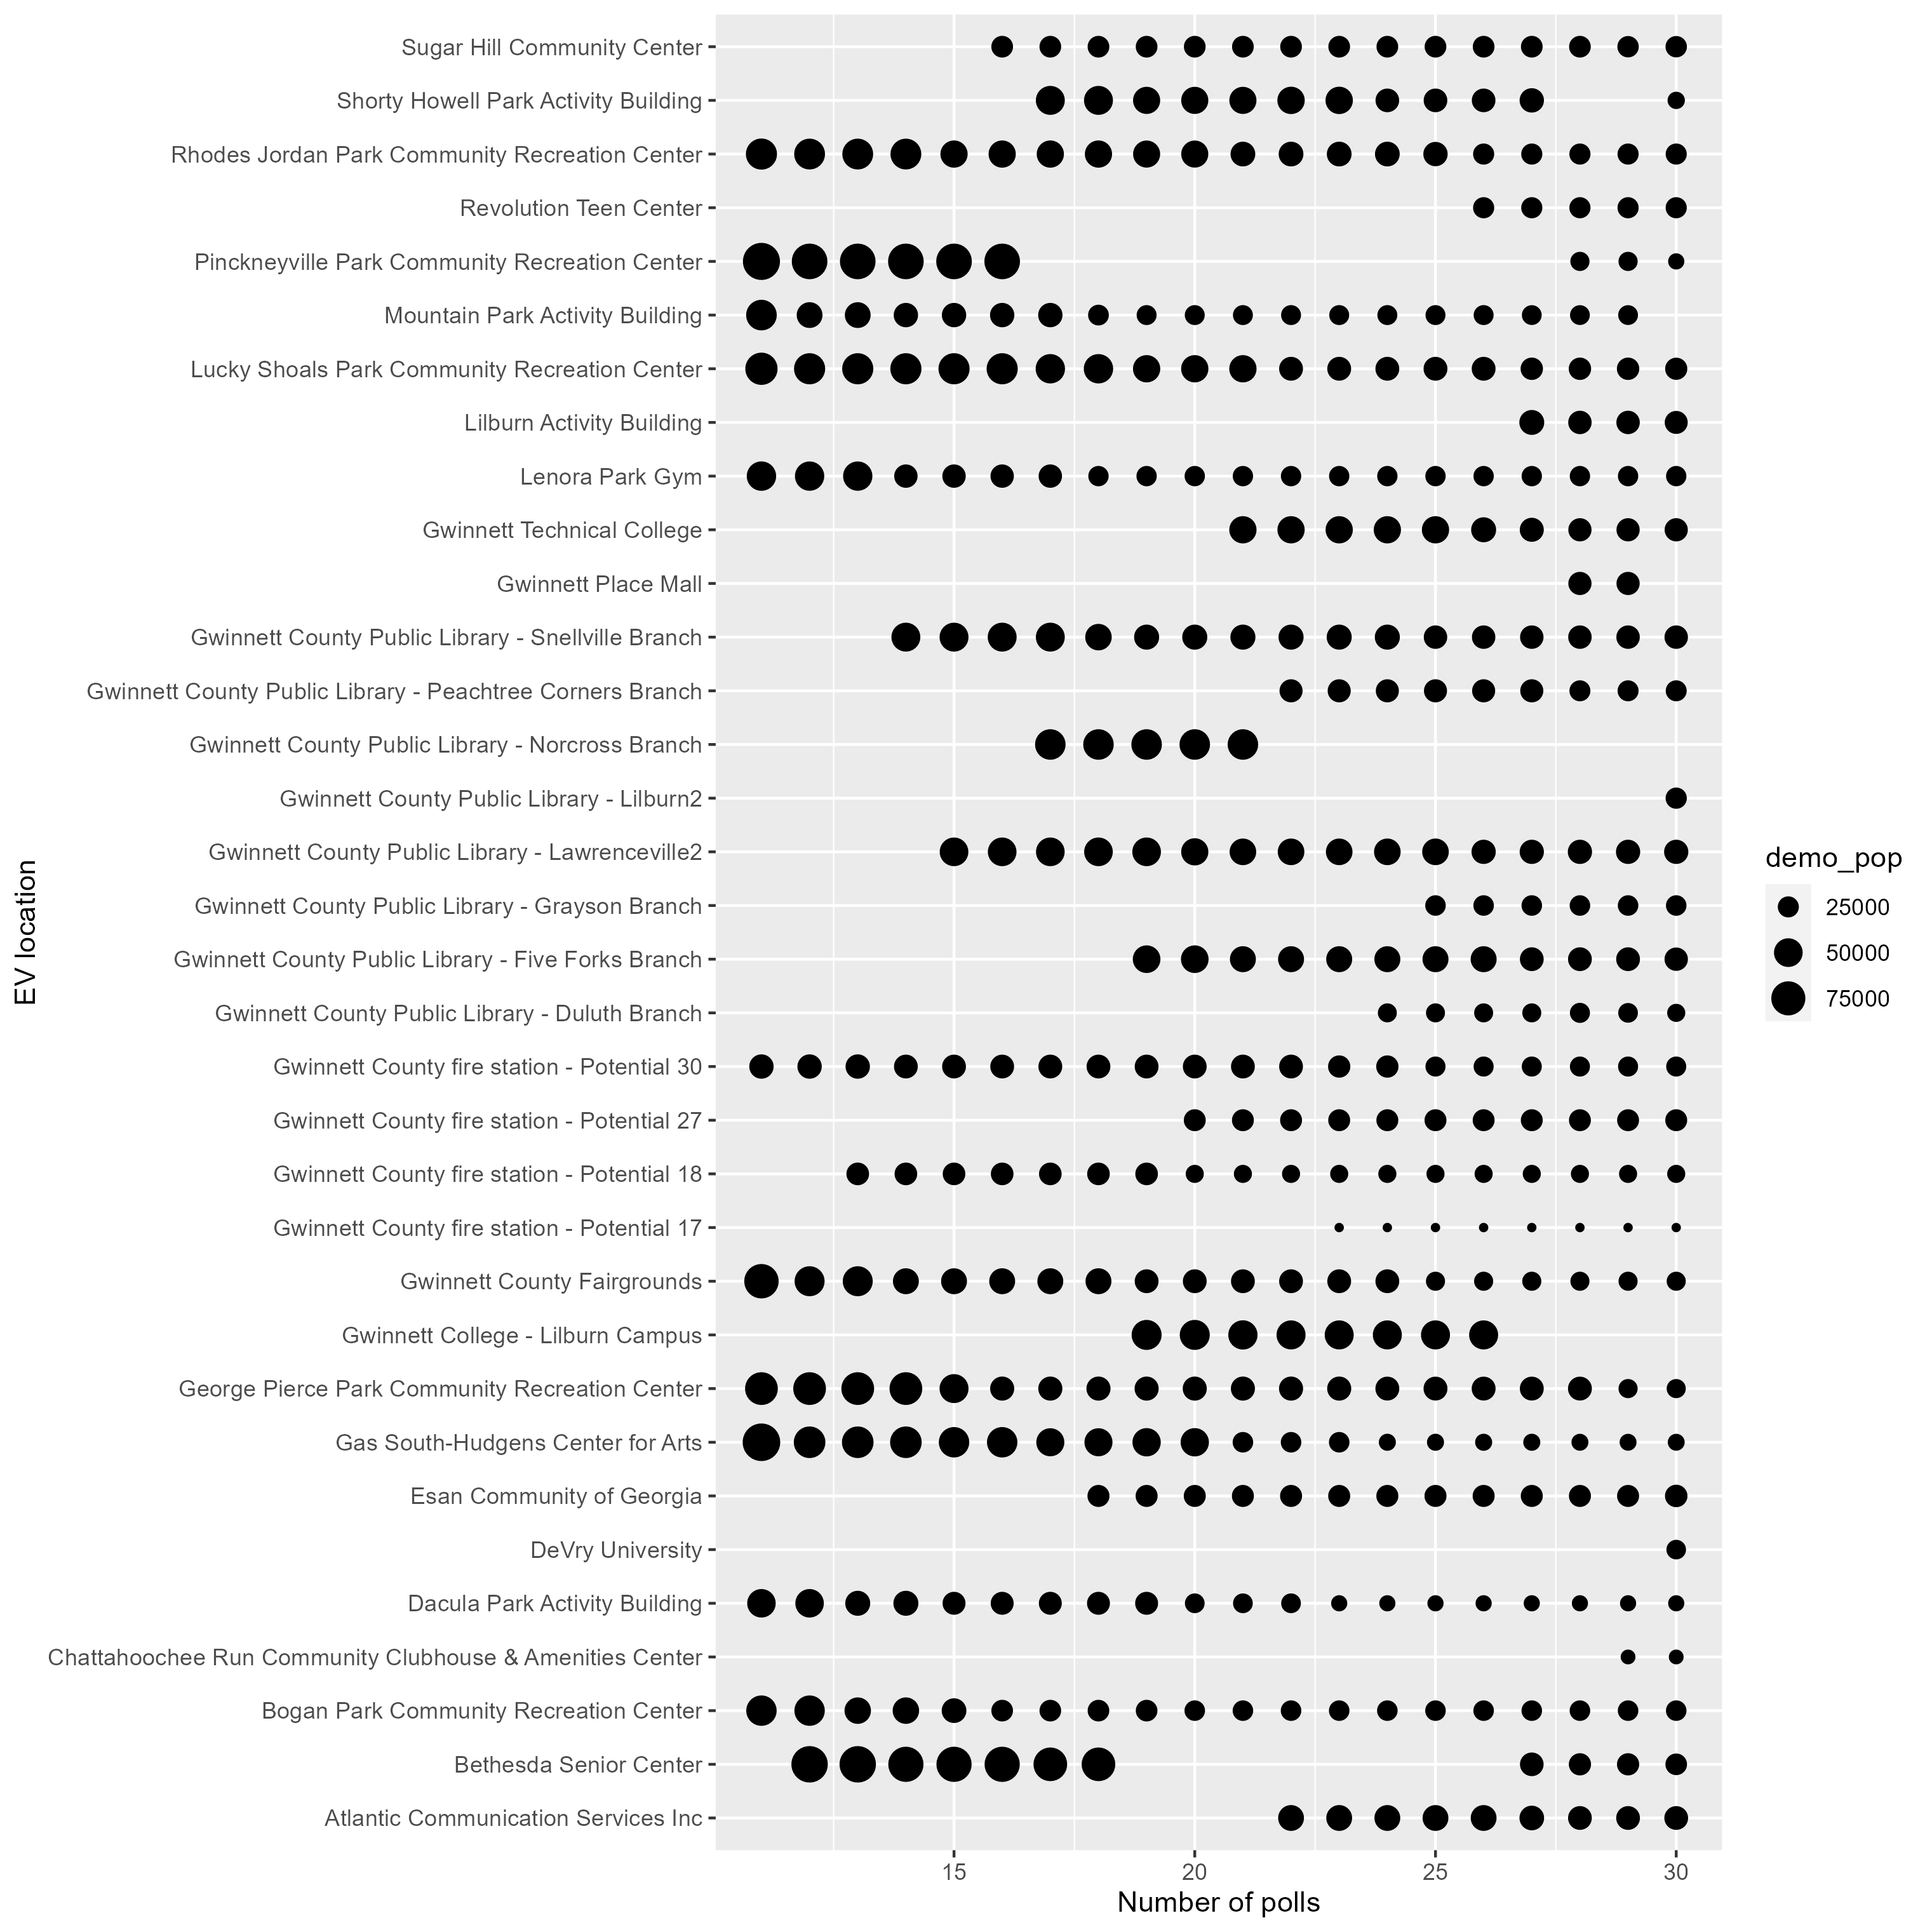 Sugar Hill Community Center
Shorty Howell Park Activity Building
Rhodes Jordan Park Community Recreation Center
Revolution Teen Center
Pinckneyville Park Community Recreation Center
Mountain Park Activity Building
Lucky Shoals Park Community Recreation Center
Lilburn Activity Building
Lenora Park Gym
Gwinnett Technical College
Gwinnett Place Mall
Gwinnett County Public Library - Snellville Branch
Gwinnett County Public Library - Peachtree Corners Branch
Gwinnett County Public Library - Norcross Branch
Gwinnett County Public Library - Lilburn2
Gwinnett County Public Library - Lawrenceville2
Gwinnett County Public Library - Grayson Branch
Gwinnett County Public Library - Five Forks Branch
Gwinnett County Public Library - Duluth Branch
Gwinnett County fire station - Potential 30
Gwinnett County fire station - Potential 27
Gwinnett County fire station - Potential 18
Gwinnett County fire station - Potential 17
Gwinnett County Fairgrounds
Gwinnett College - Lilburn Campus
George Pierce Park Community Recreation Center
Gas South-Hudgens Center for Arts
Esan Community of Georgia
DeVry University
Dacula Park Activity Building
Chattahoochee Run Community Clubhouse & Amenities Center
Bogan Park Community Recreation Center
Bethesda Senior Center
Atlantic Communication Services Inc
EV location
15 20 25 30
Number of polls
demo_pop
25000
50000
75000